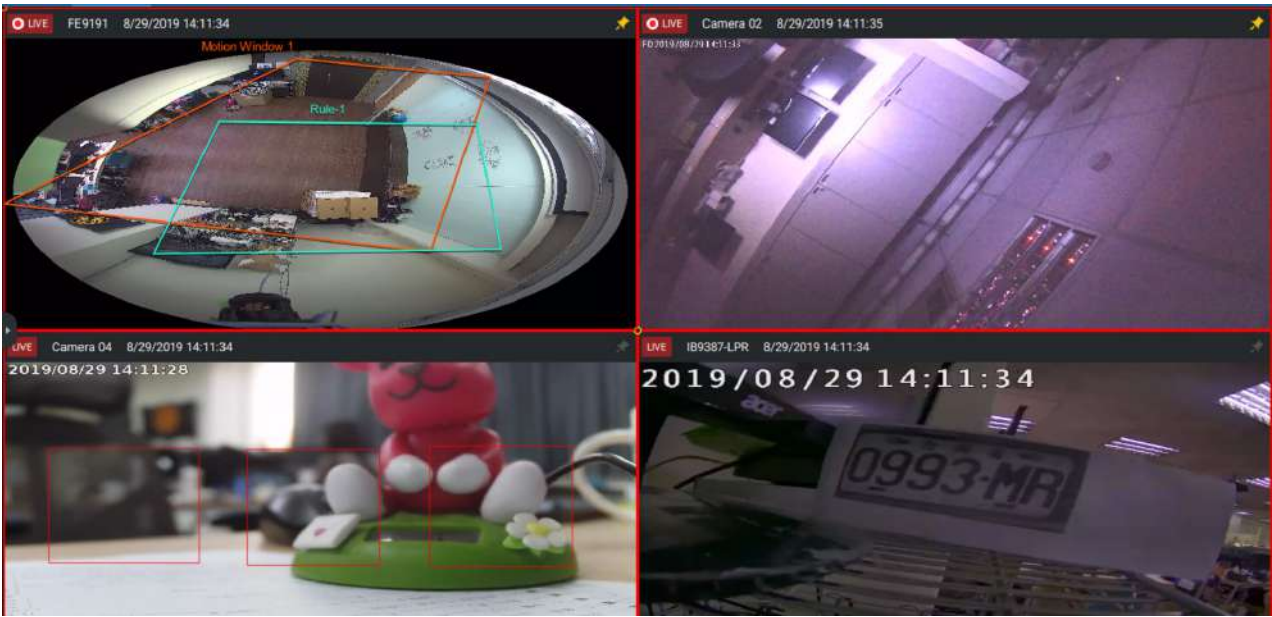 LIVE FE9191 8/29/2019 14:11:34
Motion Window 1
Rule-1
LIVE Camera 02 8/29/2019 14:11:35
LIVE Camera 04 8/29/2019 14:11:34
2019/08/29 14:11:28
LIVE IB9387-LPR 8/29/2019 14:11:34
2019/08/29 14:11:34
acer
0993-MR